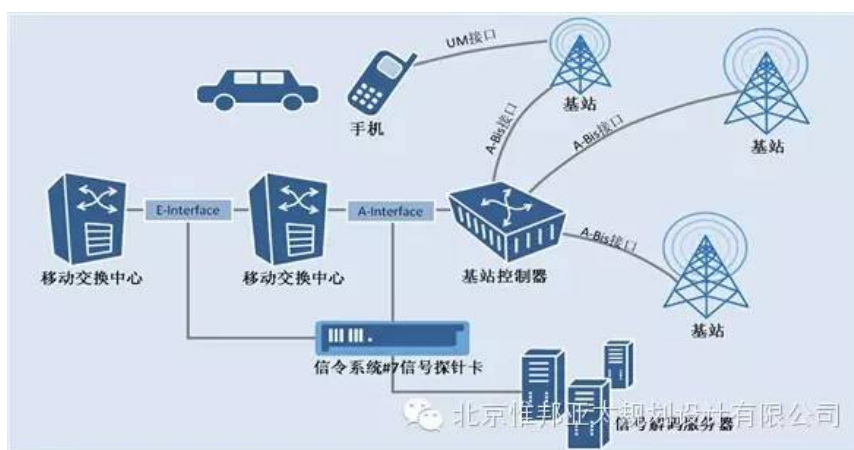 UM接口
基站
手机
A-Bis接口
A-Bis接口
基站
E-Interface
A-Interface
A-Bis接口
移动交换中心
移动交换中心
基站控制器
基站
信令系统#7信号探针卡
北京惟邦亚太规划设计有限公司
信号解调服务器